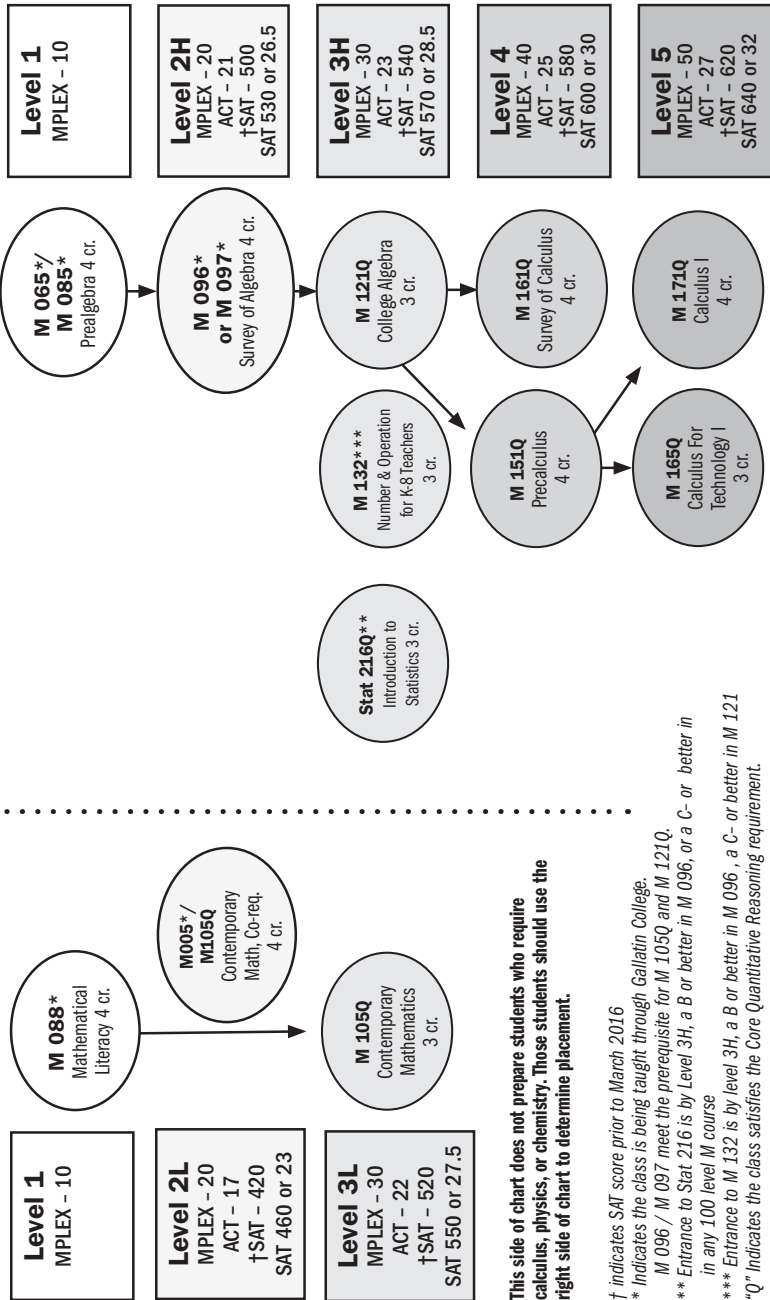 Level 1
MPLEX – 10
Level 2L
MPLEX – 20
ACT – 17
†SAT – 420
SAT 460 or 23
Level 3L
MPLEX – 30
ACT – 22
†SAT – 520
SAT 550 or 27.5
M 088*
Mathematical
Literacy 4 cr.
M005*/
M105Q
Contemporary
Math, Co-req.
4 cr.
M 105Q
Contemporary
Mathematics
3 cr.
This side of chart does not prepare students who require
calculus, physics, or chemistry. Those students should use the
right side of chart to determine placement.
M 065*/
M 085*
Prealgebra 4 cr.
M 096*
or M 097*
Survey of Algebra 4 cr.
Stat 216Q**
Introduction to
Statistics 3 cr.
M 132***
Number & Operation
for K-8 Teachers
3 cr.
M 121Q
College Algebra
3 cr.
M 151Q
Precalculus
4 cr.
M 161Q
Survey of Calculus
4 cr.
M 165Q
Calculus For
Technology I
3 cr.
M 171Q
Calculus I
4 cr.
Level 1
MPLEX – 10
Level 2H
MPLEX – 20
ACT – 21
†SAT – 500
SAT 530 or 26.5
Level 3H
MPLEX – 30
ACT – 23
†SAT – 540
SAT 570 or 28.5
Level 4
MPLEX – 40
ACT – 25
†SAT – 580
SAT 600 or 30
Level 5
MPLEX – 50
ACT – 27
†SAT – 620
SAT 640 or 32
† indicates SAT score prior to March 2016
* Indicates the class is being taught through Gallatin College.
M 096 / M 097 meet the prerequisite for M 105Q and M 121Q.
** Entrance to Stat 216 is by Level 3H, a B or better in M 096, or a C- or better in
in any 100 level M course
*** Entrance to M 132 is by level 3H, a B or better in M 096 , a C– or better in M 121
“Q” Indicates the class satisfies the Core Quantitative Reasoning requirement.